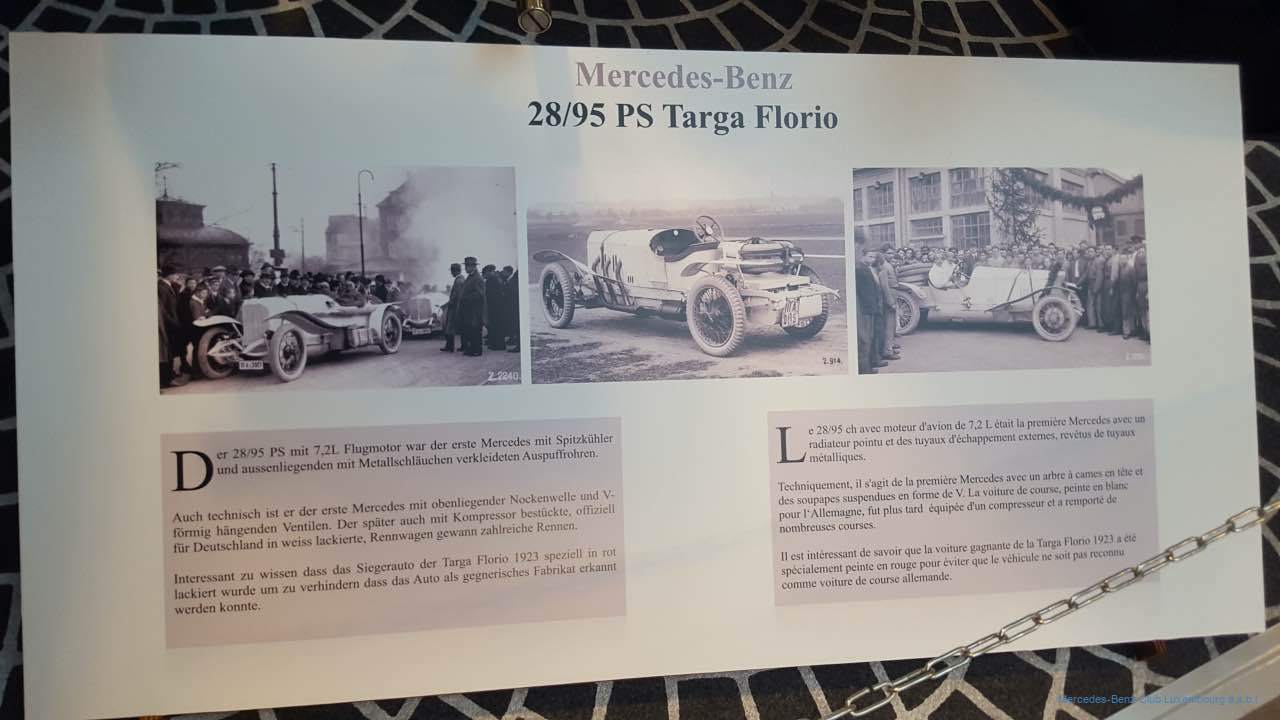 Mercedes-Benz
28/95 PS Targa Florio
Z.2240
Z.914
Der 28/95 PS mit 7,2L Flugmotor war der erste Mercedes mit Spitzkühler
und aussenliegenden mit Metallschläuchen verkleideten Auspuffrohren.
Auch technisch ist er der erste Mercedes mit obenliegender Nockenwelle und V-
förmig hängenden Ventilen. Der später auch mit Kompressor bestückte, offiziell
für Deutschland in weiss lackierte, Rennwagen gewann zahlreiche Rennen.
Interessant zu wissen dass das Siegerauto der Targa Florio 1923 speziell in rot
lackiert wurde um zu verhindern dass das Auto als gegnerisches Fabrikat erkannt
werden konnte.
Le 28/95 ch avec moteur d'avion de 7,2 L était la première Mercedes avec un
radiateur pointu et des tuyaux d'échappement externes, revêtus de tuyaux
métalliques.
Techniquement, il s'agit de la première Mercedes avec un arbre à cames en tête et
des soupapes suspendues en forme de V. La voiture de course, peinte en blanc
pour l‘Allemagne, fut plus tard équipée d'un compresseur et a remporté de
nombreuses courses.
Il est intéressant de savoir que la voiture gagnante de la Targa Florio 1923 a été
spécialement peinte en rouge pour éviter que le véhicule ne soit pas reconnu
comme voiture de course allemande.
Mercedes-Benz Club Luxembourg a.s.b.l.